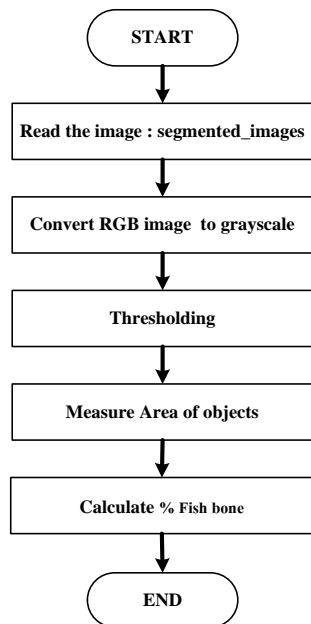 START
Read the image : segmented_images
Convert RGB image to grayscale
Thresholding
Measure Area of objects
Calculate % Fish bone
END